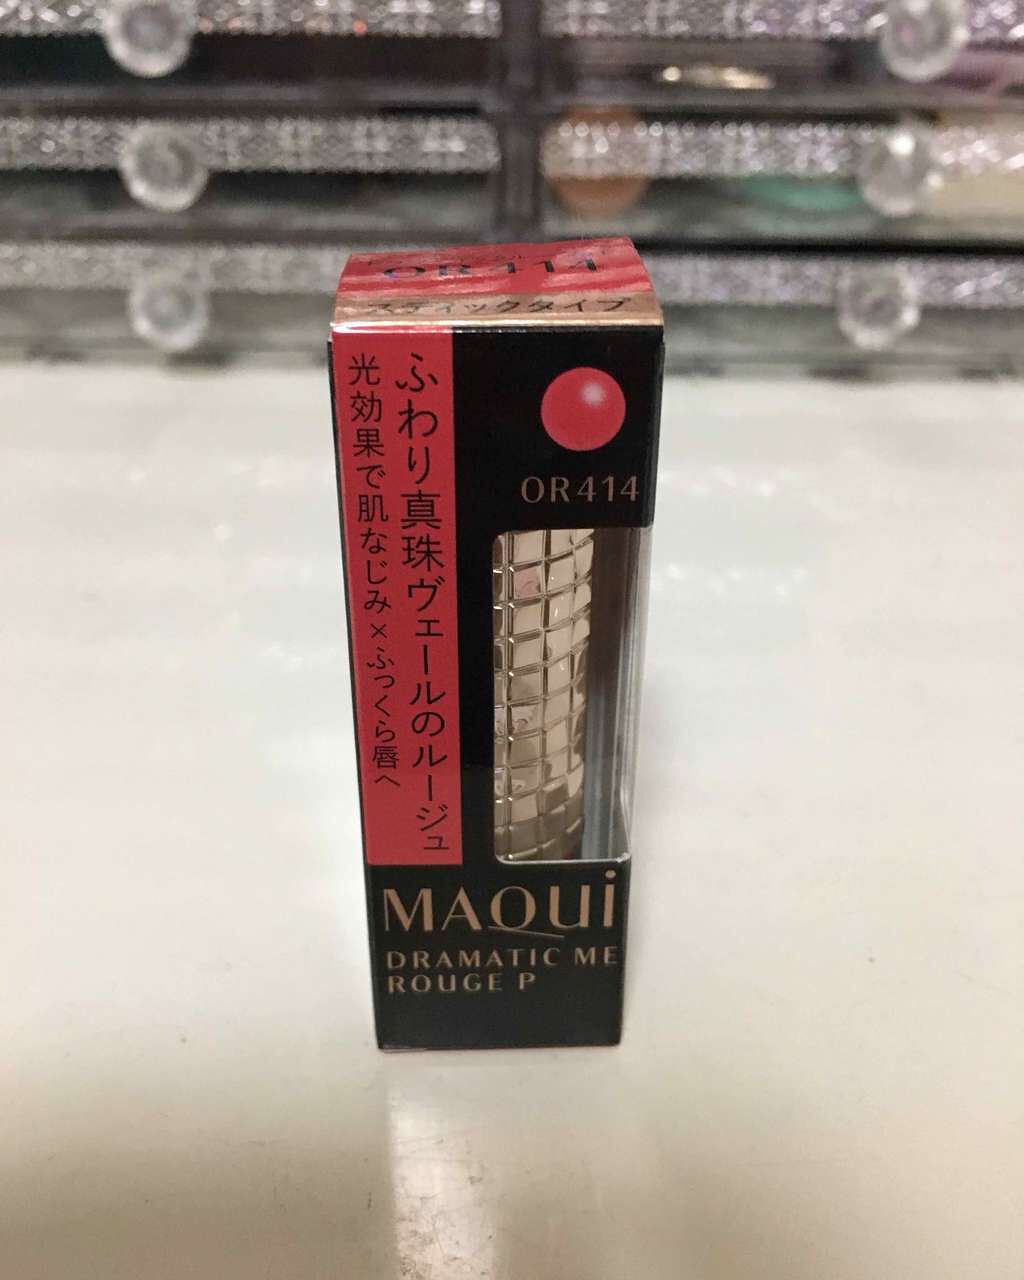 OR414
スティックタイプ
ふわり真珠ヴェールのルージュ
光効果で肌なじみ×ふっくら唇へ
OR414
MAQUi
DRAMATIC ME
ROUGE P